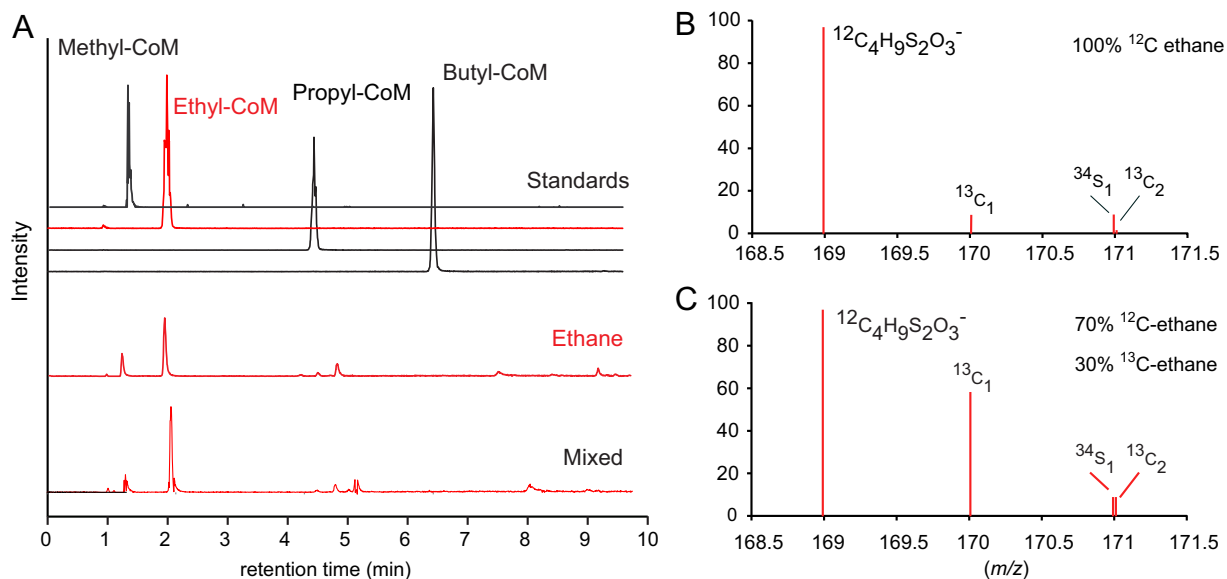 A
Methyl-CoM
Ethyl-CoM
Propyl-CoM
Butyl-CoM
Standards
Ethane
Mixed
Intensity
0 1 2 3 4 5 6 7 8 9 10
retention time (min)
B
¹²C₄H₉S₂O₃⁻
100% ¹²C ethane
100
80
60
40
20
0
¹³C₁
³⁴S₁
¹³C₂
168.5 169 169.5 170 170.5 171 171.5
C
¹²C₄H₉S₂O₃⁻
70% ¹²C-ethane
30% ¹³C-ethane
100
80
60
40
20
0
¹³C₁
³⁴S₁
¹³C₂
168.5 169 169.5 170 170.5 171 171.5
(m/z)